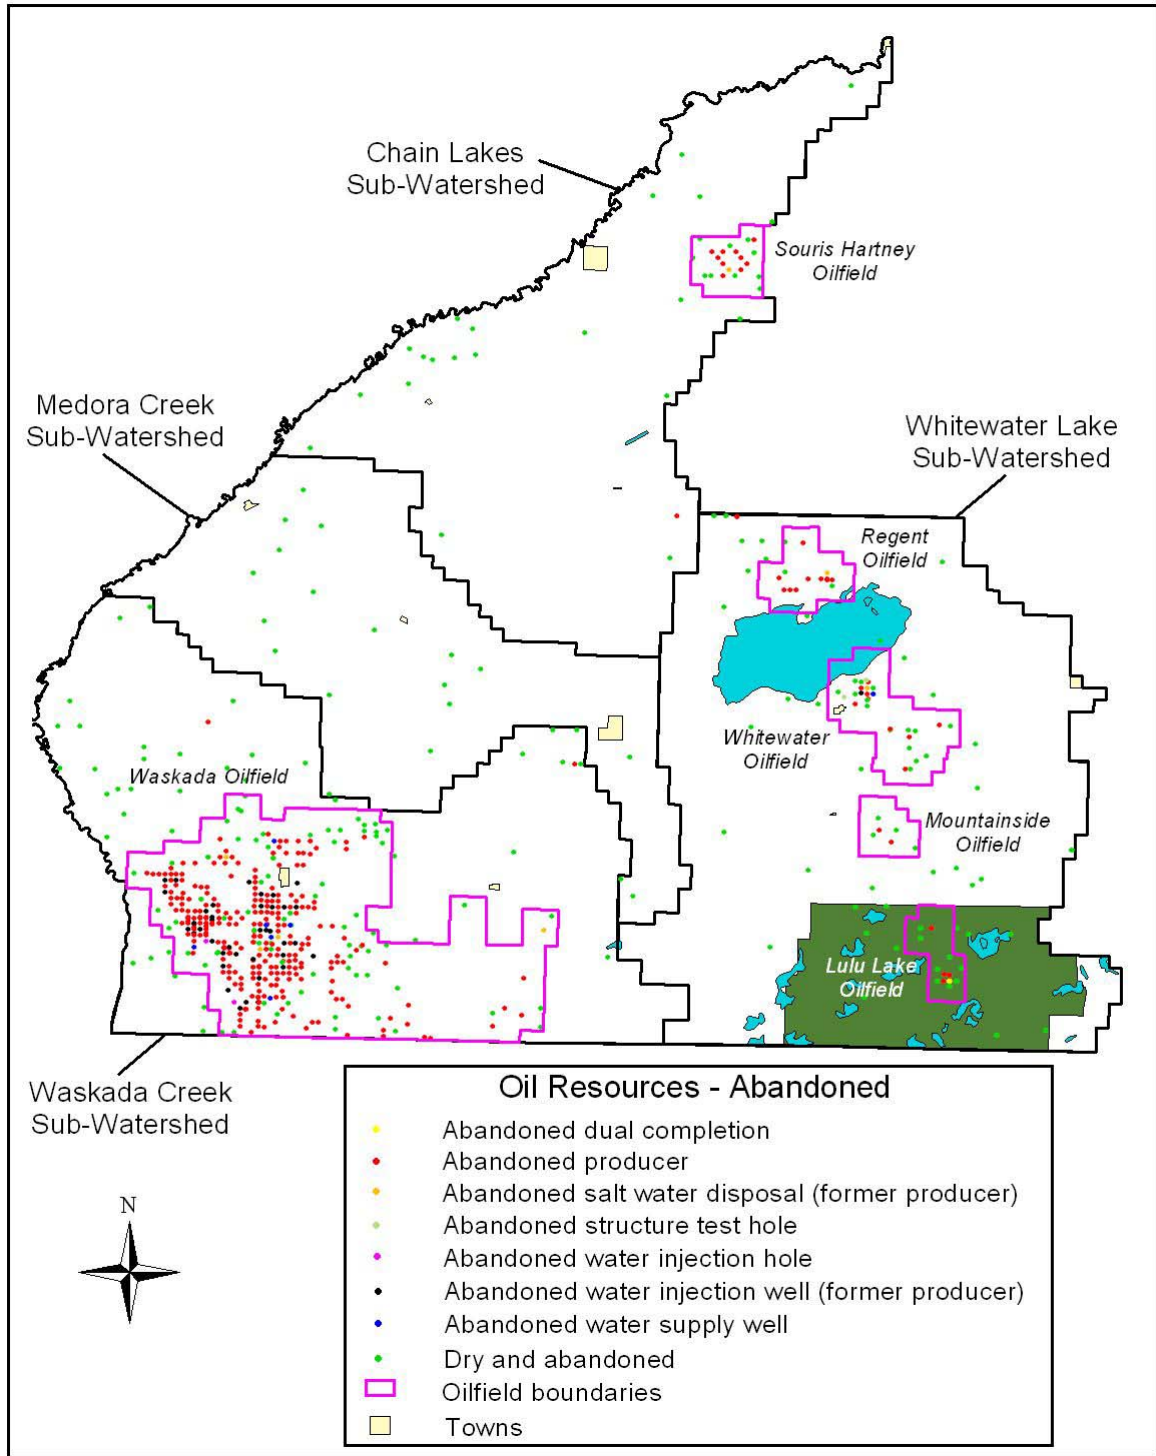 Chain Lakes
Sub-Watershed
Souris Hartney
Oilfield
Medora Creek
Sub-Watershed
Whitewater Lake
Sub-Watershed
Regent
Oilfield
Whitewater
Oilfield
Waskada Oilfield
Mountainside
Oilfield
Lulu Lake
Oilfield
Waskada Creek
Sub-Watershed
Oil Resources - Abandoned
Abandoned dual completion
Abandoned producer
Abandoned salt water disposal (former producer)
Abandoned structure test hole
Abandoned water injection hole
Abandoned water injection well (former producer)
Abandoned water supply well
Dry and abandoned
Oilfield boundaries
Towns
N